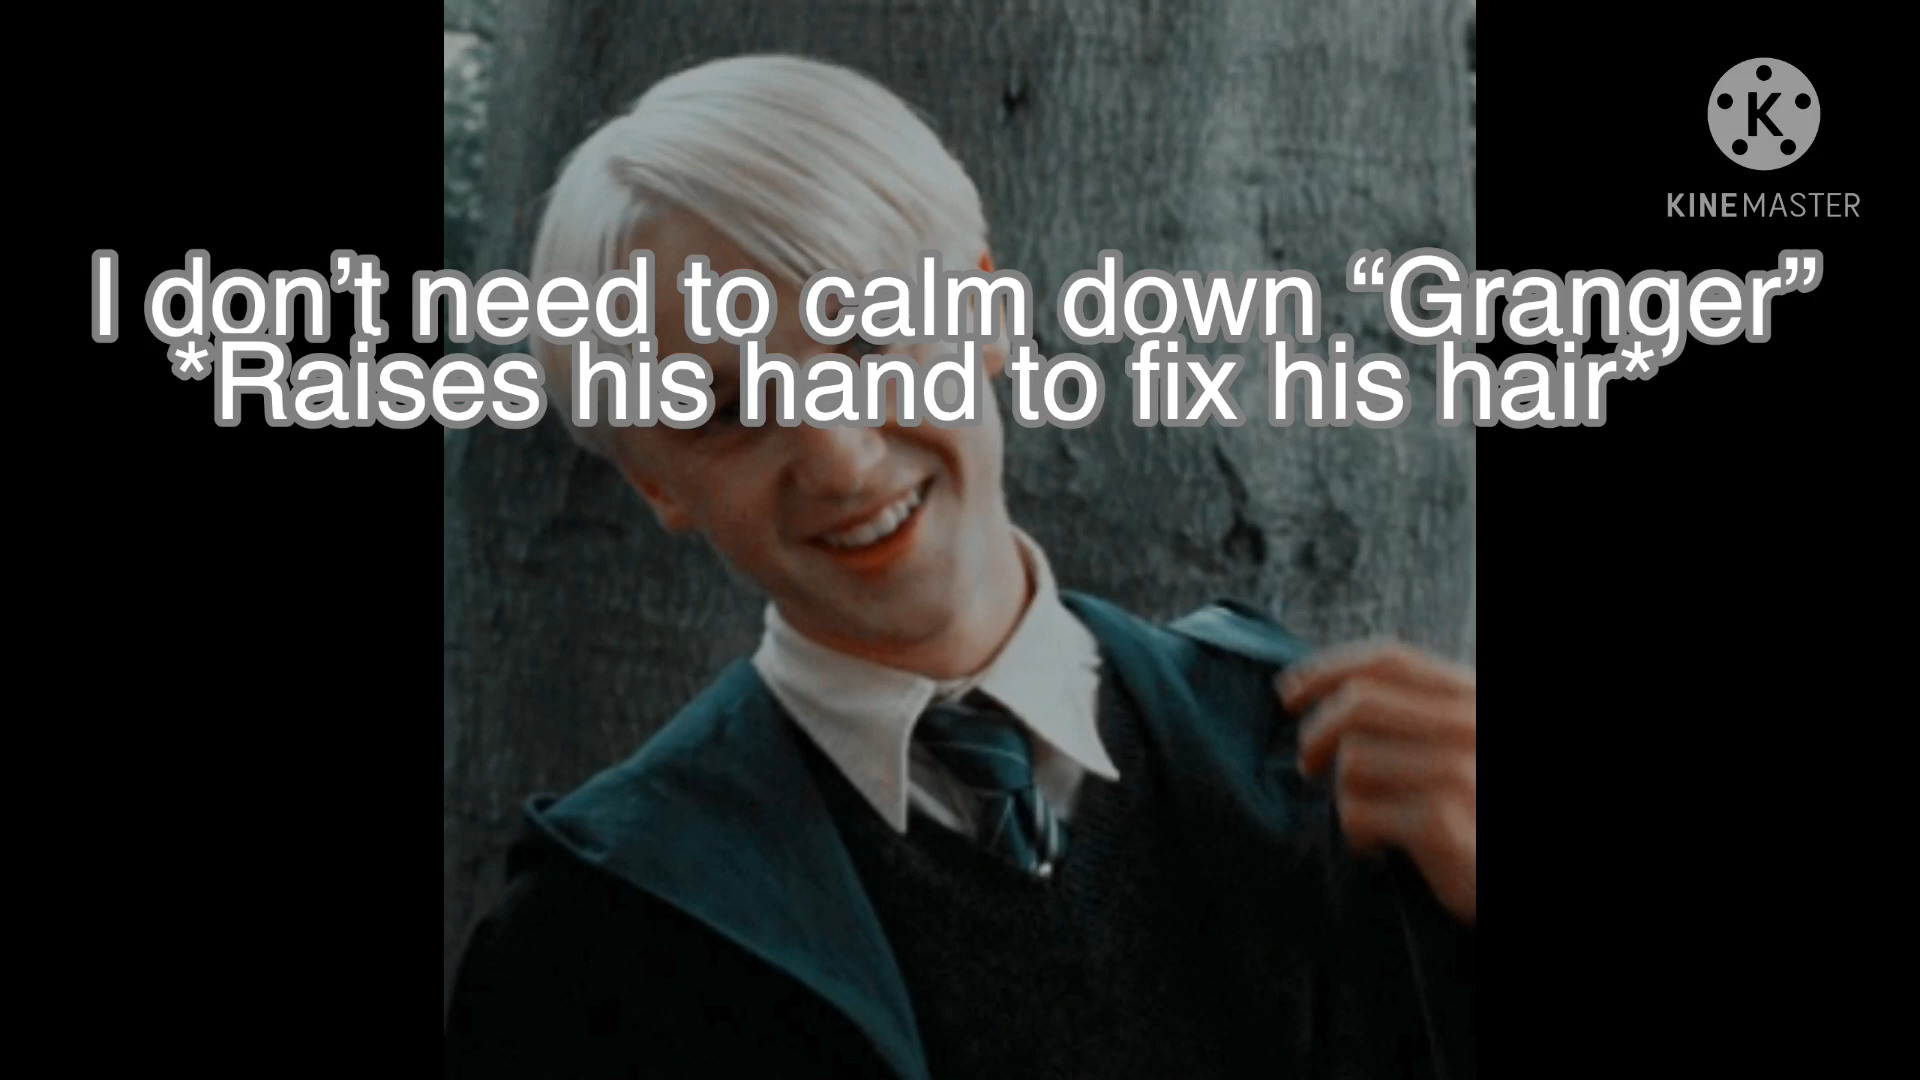 K
KINEMASTER
I don’t need to calm down “Granger”
*Raises his hand to fix his hair*